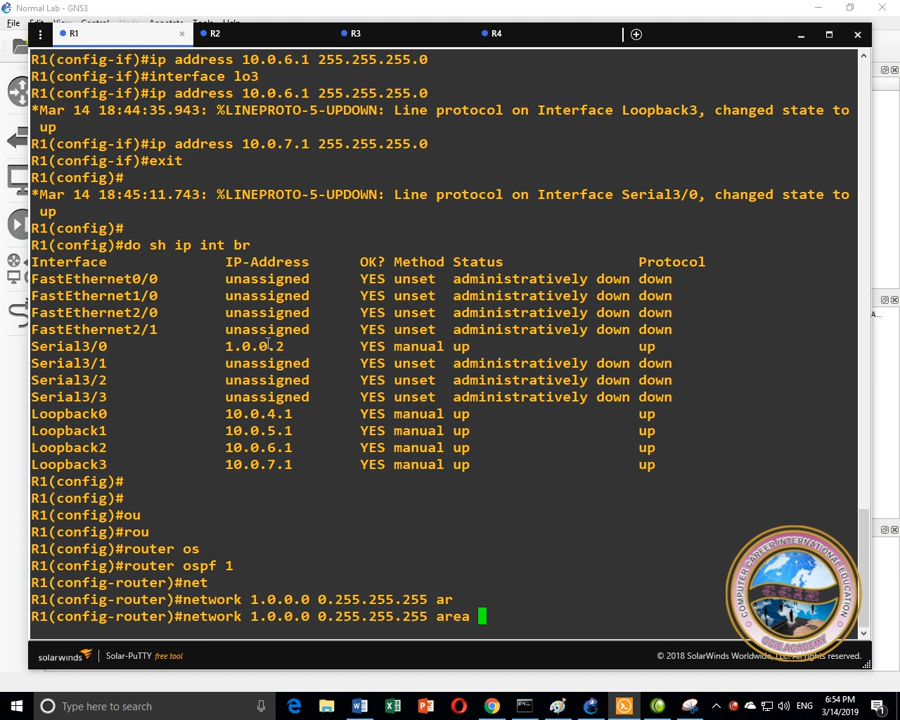 Normal Lab - GNS3
File Edit View Control
R1 R2 R3 R4
R1(config-if)#ip address 10.0.6.1 255.255.255.0
R1(config-if)#interface lo3
R1(config-if)#ip address 10.0.6.1 255.255.255.0
*Mar 14 18:44:35.943: %LINEPROTO-5-UPDOWN: Line protocol on Interface Loopback3, changed state to
up
R1(config-if)#ip address 10.0.7.1 255.255.255.0
R1(config-if)#exit
R1(config)#
*Mar 14 18:45:11.743: %LINEPROTO-5-UPDOWN: Line protocol on Interface Serial3/0, changed state to
up
R1(config)#
R1(config)#do sh ip int br
Interface IP-Address OK? Method Status Protocol
FastEthernet0/0 unassigned YES unset administratively down down
FastEthernet1/0 unassigned YES unset administratively down down
FastEthernet2/0 unassigned YES unset administratively down down
FastEthernet2/1 unassigned YES unset administratively down down
Serial3/0 1.0.0.2 YES manual up up
Serial3/1 unassigned YES unset administratively down down
Serial3/2 unassigned YES unset administratively down down
Serial3/3 unassigned YES unset administratively down down
Loopback0 10.0.4.1 YES manual up up
Loopback1 10.0.5.1 YES manual up up
Loopback2 10.0.6.1 YES manual up up
Loopback3 10.0.7.1 YES manual up up
R1(config)#
R1(config)#
R1(config)#ou
R1(config)#rou
R1(config)#router os
R1(config)#router ospf 1
R1(config-router)#net
R1(config-router)#network 1.0.0.0 0.255.255.255 ar
R1(config-router)#network 1.0.0.0 0.255.255.255 area
COMPUTER CAREER INTERNATIONAL EDUCATION
CCIE ACADEMY
solarwinds Solar-PuTTY free tool © 2018 SolarWinds Worldwide, LLC. All rights reserved.
Type here to search
ENG 6:54 PM
3/14/2019